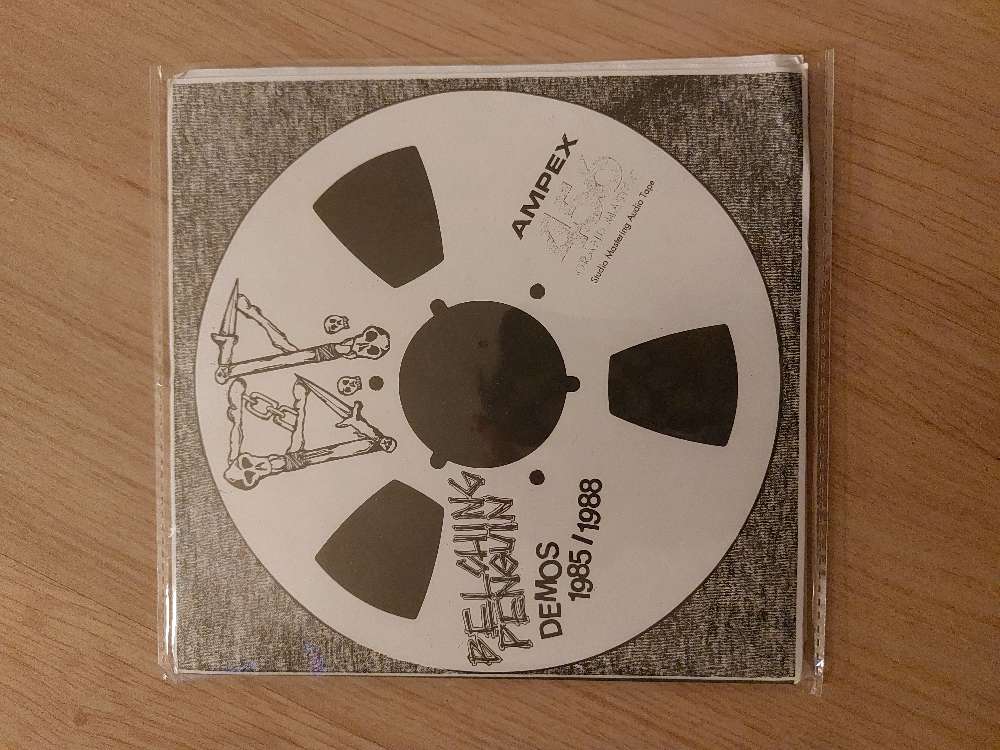 B.P.
BELCHING
PENGUIN
DEMOS
1985/1988
AMPEX
Studio Mastering Audio Tape